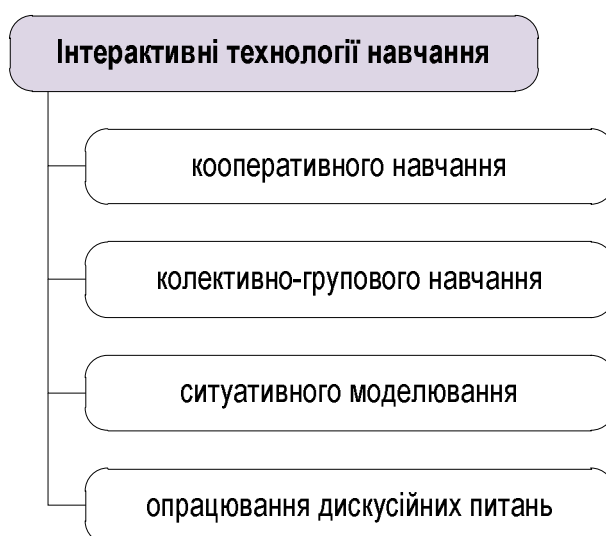 Інтерактивні технології навчання
кооперативного навчання
колективно-групового навчання
ситуативного моделювання
опрацювання дискусійних питань